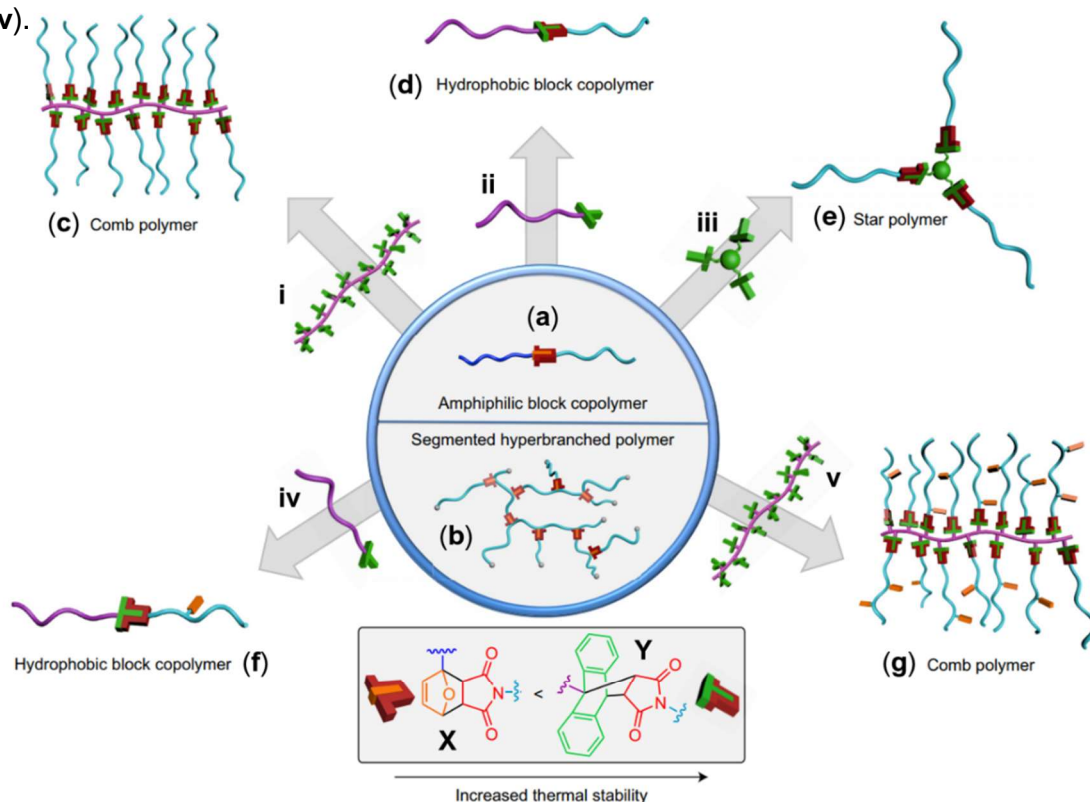 v).
(d) Hydrophobic block copolymer
(c) Comb polymer
ii
iii
(e) Star polymer
i
(a)
Amphiphilic block copolymer
Segmented hyperbranched polymer
(b)
iv
v
Hydrophobic block copolymer (f)
(g) Comb polymer
O
O
N
O
X
<
Y
O
N
O
Increased thermal stability